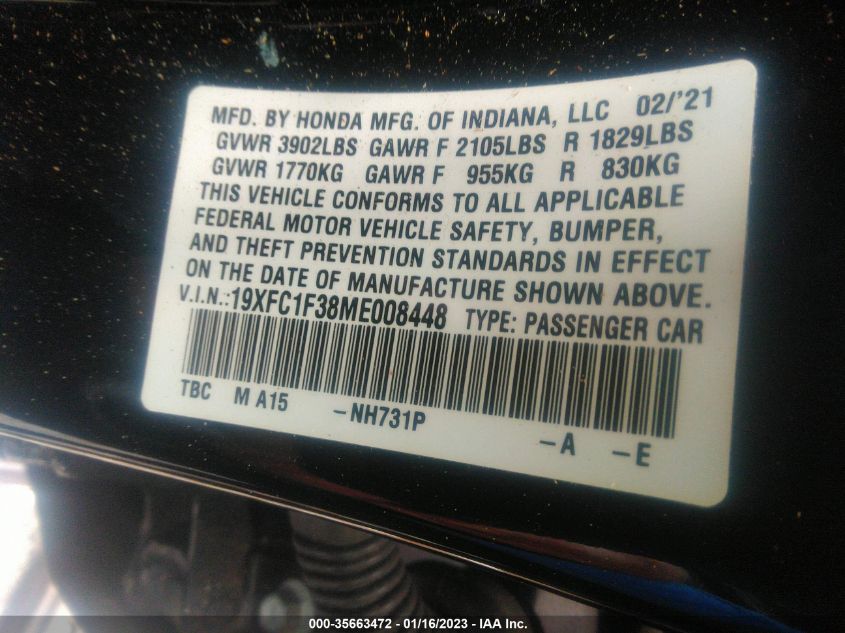 MFD. BY HONDA MFG. OF INDIANA, LLC 02/'21
GVWR 3902LBS GAWR F 2105LBS R 1829LBS
GVWR 1770KG GAWR F 955KG R 830KG
THIS VEHICLE CONFORMS TO ALL APPLICABLE
FEDERAL MOTOR VEHICLE SAFETY, BUMPER,
AND THEFT PREVENTION STANDARDS IN EFFECT
ON THE DATE OF MANUFACTURE SHOWN ABOVE.
V.I.N.:19XFC1F38ME008448 TYPE: PASSENGER CAR
TBC M A15 -NH731P -A -E
000-35663472 - 01/16/2023 - IAA Inc.